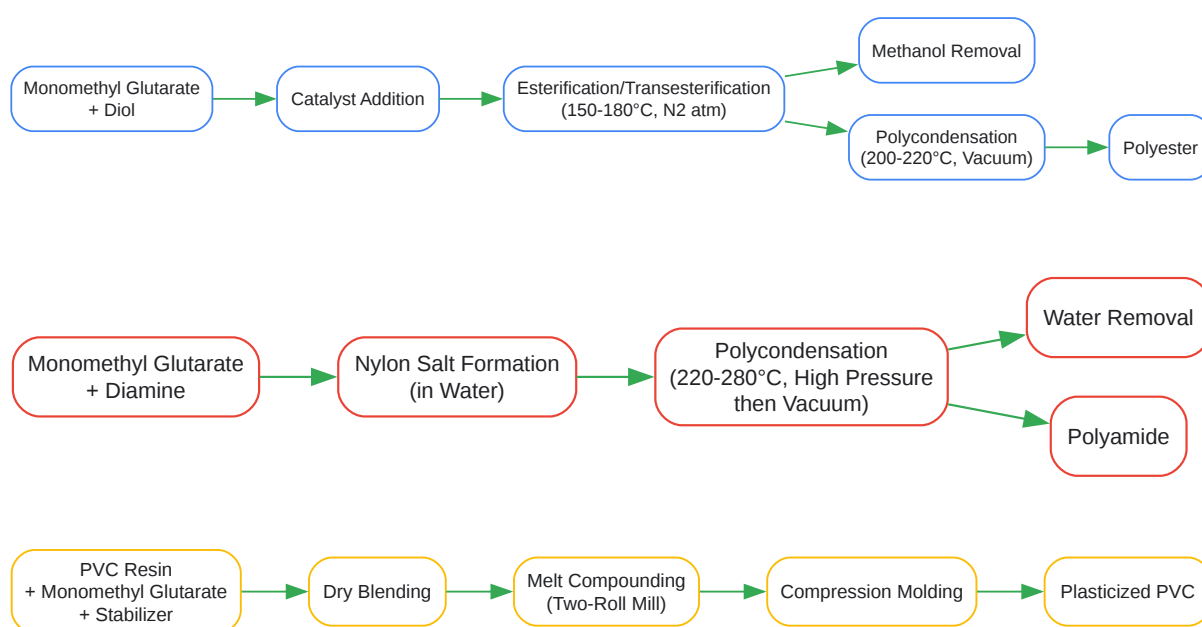 Monomethyl Glutarate
+ Diol
Catalyst Addition
Esterification/Transesterification
(150-180°C, N2 atm)
Methanol Removal
Polycondensation
(200-220°C, Vacuum)
Polyester
Monomethyl Glutarate
+ Diamine
Nylon Salt Formation
(in Water)
Polycondensation
(220-280°C, High Pressure
then Vacuum)
Water Removal
Polyamide
PVC Resin
+ Monomethyl Glutarate
+ Stabilizer
Dry Blending
Melt Compounding
(Two-Roll Mill)
Compression Molding
Plasticized PVC